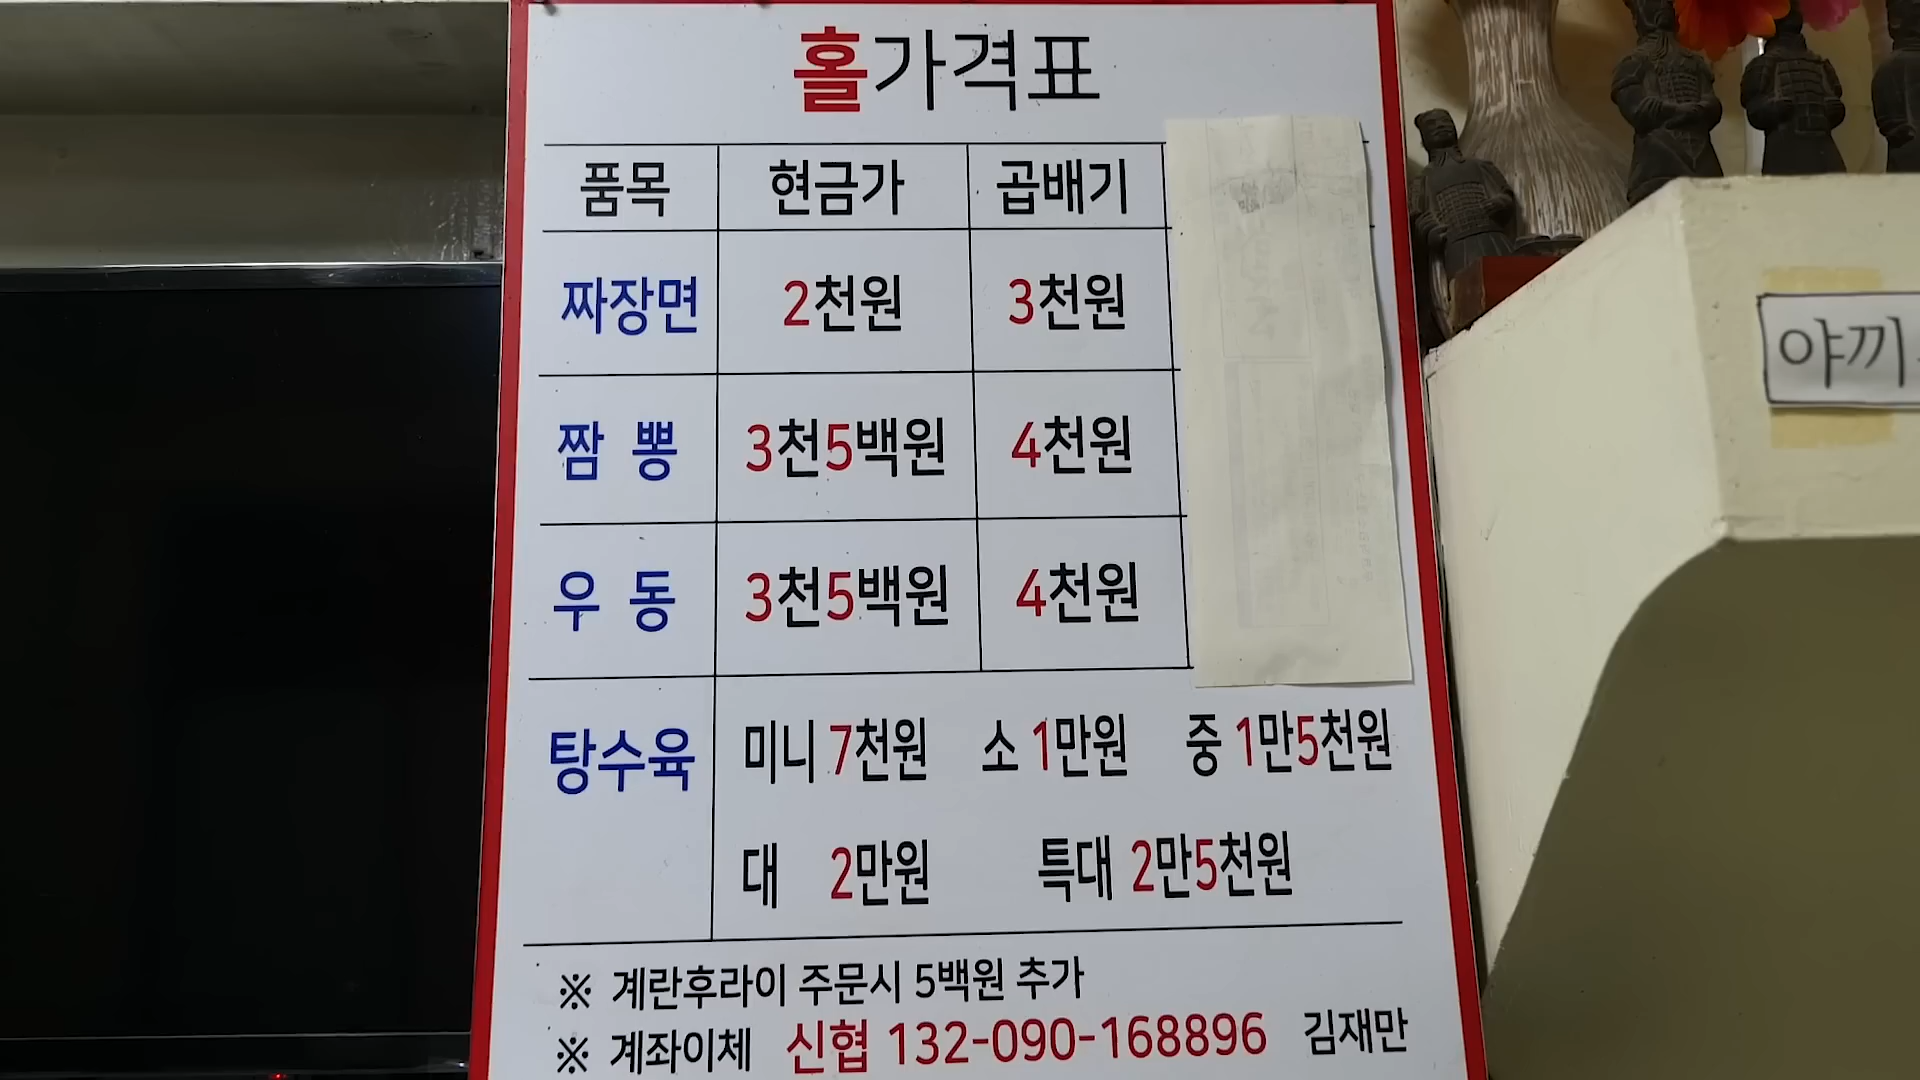 홀가격표
품목 현금가 곱배기
짜장면 2천원 3천원
짬 뽕 3천5백원 4천원
우 동 3천5백원 4천원
탕수육 미니 7천원 소 1만원 중 1만5천원
대 2만원 특대 2만5천원
※ 계란후라이 주문시 5백원 추가
※ 계좌이체 신협 132-090-168896 김재만
야끼